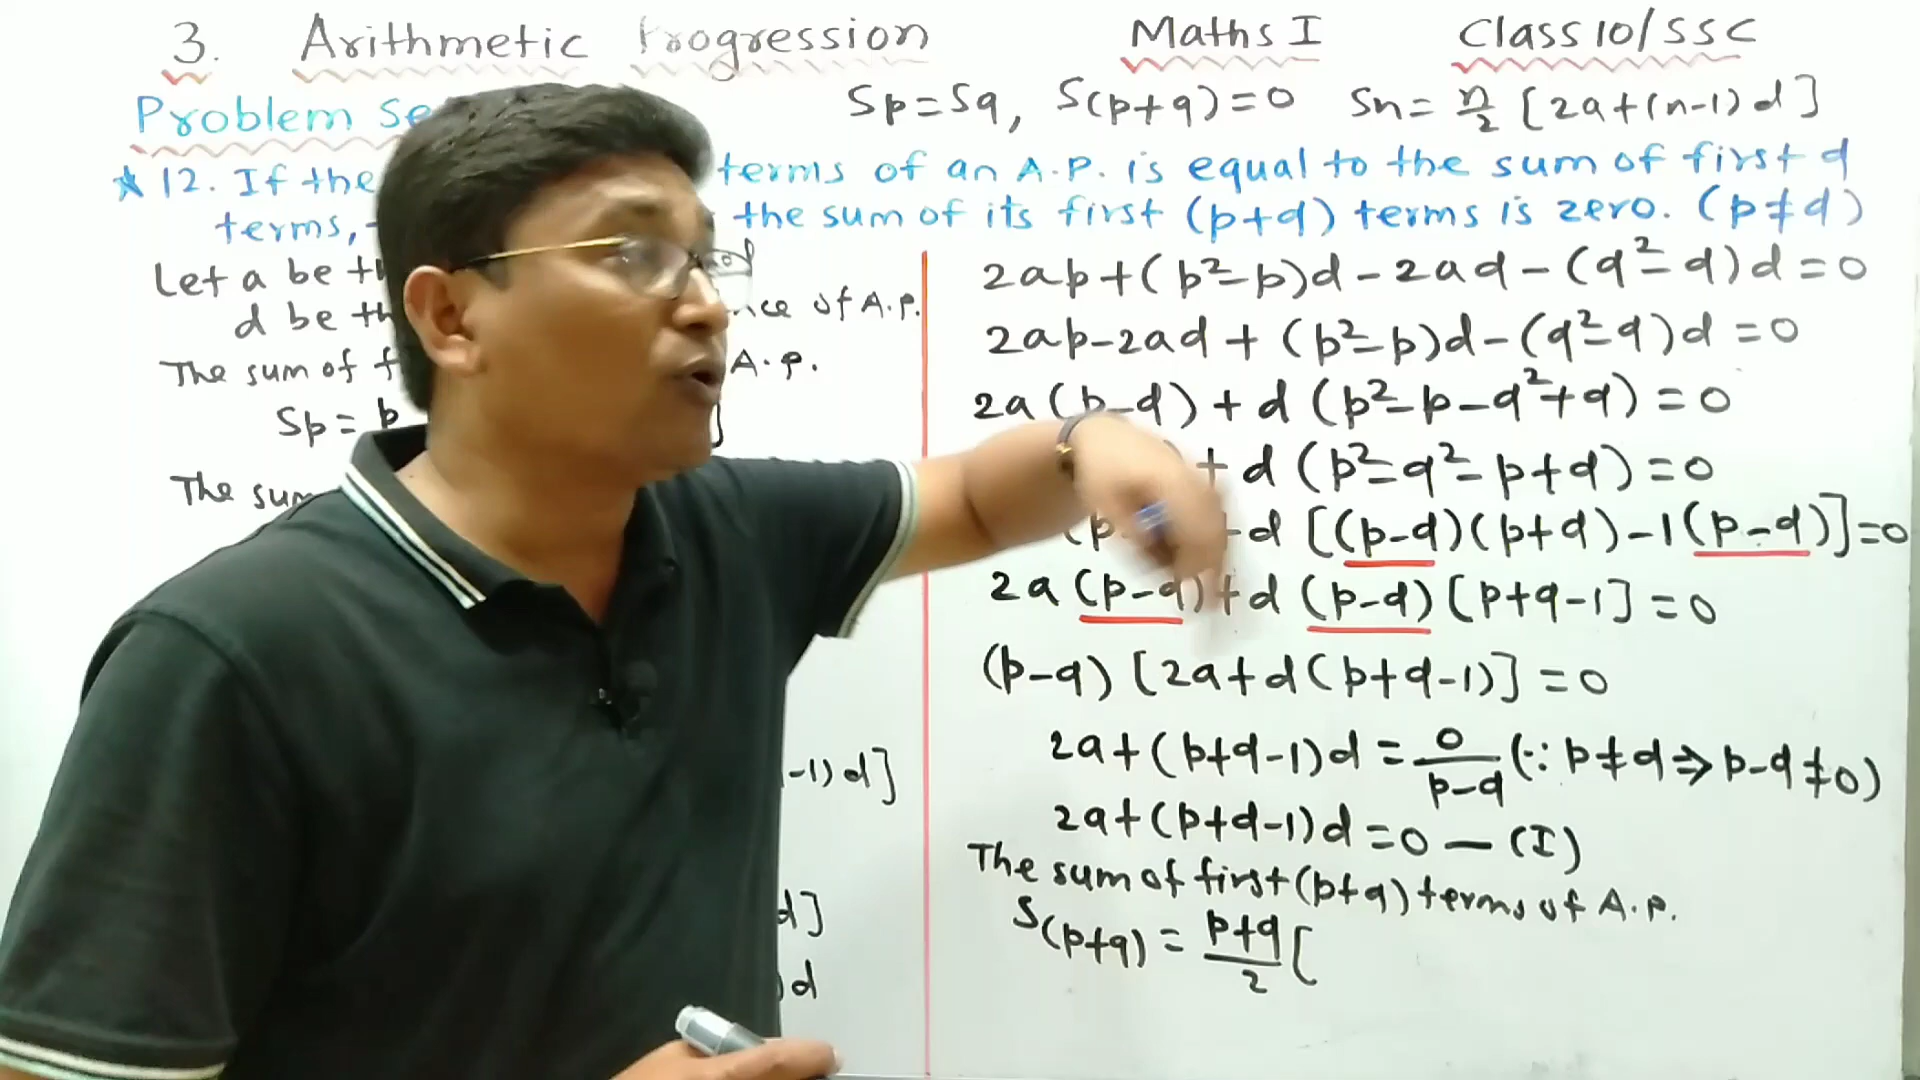 3. Arithmetic Progression Maths I Class 10/SSC
Problem Se
Sp=Sq, S(p+q)=0 Sn= n/2 [2a+(n-1)d]
*12. If the terms of an A.P. is equal to the sum of first q
terms, the sum of its first (p+q) terms is zero. (p≠q)
Let a be th
d be th nce of A.P.
The sum of f A.P.
Sp = p ]
The sum
-1)d]
d]
)d
2ap+(p²-p)d-2aq-(q²-q)d=0
2ap-2aq+(p²-p)d-(q²-q)d=0
2a(p-q)+d(p²-p-q²+q)=0
+d(p²-q²-p+q)=0
(p +d[(p-q)(p+q)-1(p-q)]=0
2a(p-q)+d(p-q)[p+q-1]=0
(p-q)[2a+d(p+q-1)]=0
2a+(p+q-1)d = 0/p-q (∵ p≠q ⇒ p-q≠0)
2a+(p+q-1)d=0 — (I)
The sum of first (p+q) terms of A.P.
S(p+q) = p+q/2 [